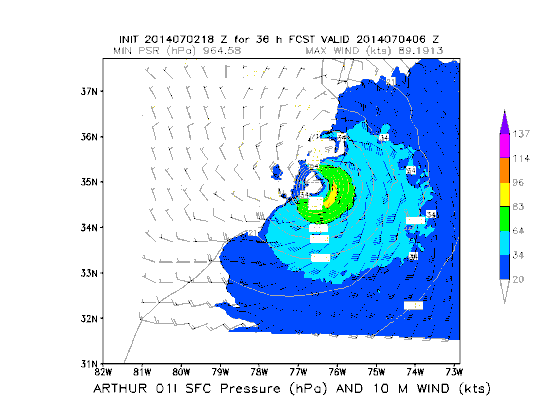 INIT 2014070218 Z for 36 h FCST VALID 2014070406 Z
MIN PSR (hPa) 964.58 MAX WIND (kts) 89.1913
37N
36N
35N
34N
33N
32N
31N
82W 81W 80W 79W 78W 77W 76W 75W 74W 73W
137
114
96
83
64
34
20
34
34
ARTHUR 01l SFC Pressure (hPa) AND 10 M WIND (kts)